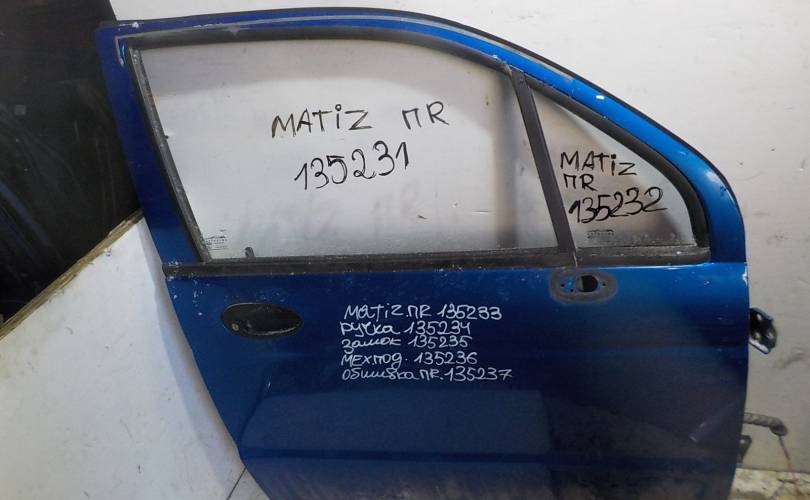 MATiZ ПR
135231
MATiZ
ПR
135232
MATiZ ПR 135233
РУЧКА 135234
замок 135235
МЕХПОД. 135236
Обшивка ПR. 135237